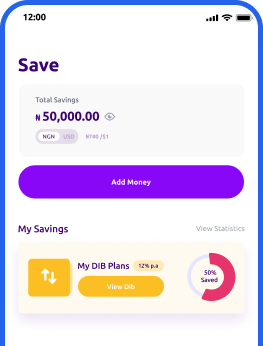 12:00
Save
Total Savings
₦ 50,000.00
NGN USD ₦740 /$1
Add Money
My Savings View Statistics
My DIB Plans 12% p.a
View Dib
50%
Saved